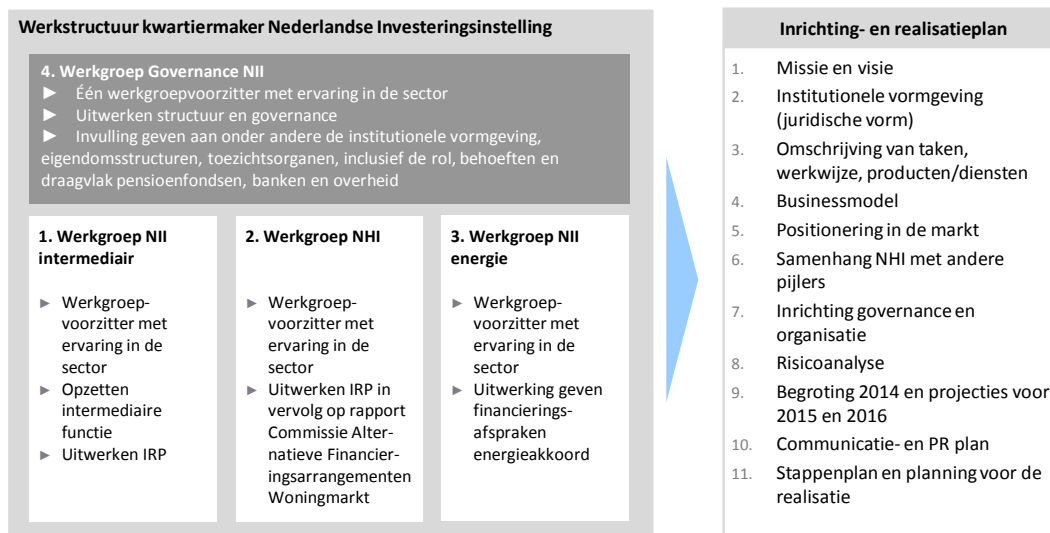 Werkstructuur kwartiermaker Nederlandse Investeringsinstelling
4. Werkgroep Governance NII
► Één werkgroepvoorzitter met ervaring in de sector
► Uitwerken structuur en governance
► Invulling geven aan onder andere de institutionele vormgeving,
eigendomsstructuren, toezichtsorganen, inclusief de rol, behoeften en
draagvlak pensioenfondsen, banken en overheid
1. Werkgroep NII
intermediair
► Werkgroep-
voorzitter met
ervaring in de
sector
► Opzetten
intermediaire
functie
► Uitwerken IRP
2. Werkgroep NHI
► Werkgroep-
voorzitter met
ervaring in de
sector
► Uitwerken IRP in
vervolg op rapport
Commissie Alter-
natieve Financier-
ingsarrangementen
Woningmarkt
3. Werkgroep NII
energie
► Werkgroep-
voorzitter met
ervaring in de
sector
► Uitwerking geven
financierings-
afspraken
energieakkoord
Inrichting- en realisatieplan
1. Missie en visie
2. Institutionele vormgeving
(juridische vorm)
3. Omschrijving van taken,
werkwijze, producten/diensten
4. Businessmodel
5. Positionering in de markt
6. Samenhang NHI met andere
pijlers
7. Inrichting governance en
organisatie
8. Risicoanalyse
9. Begroting 2014 en projecties voor
2015 en 2016
10. Communicatie- en PR plan
11. Stappenplan en planning voor de
realisatie